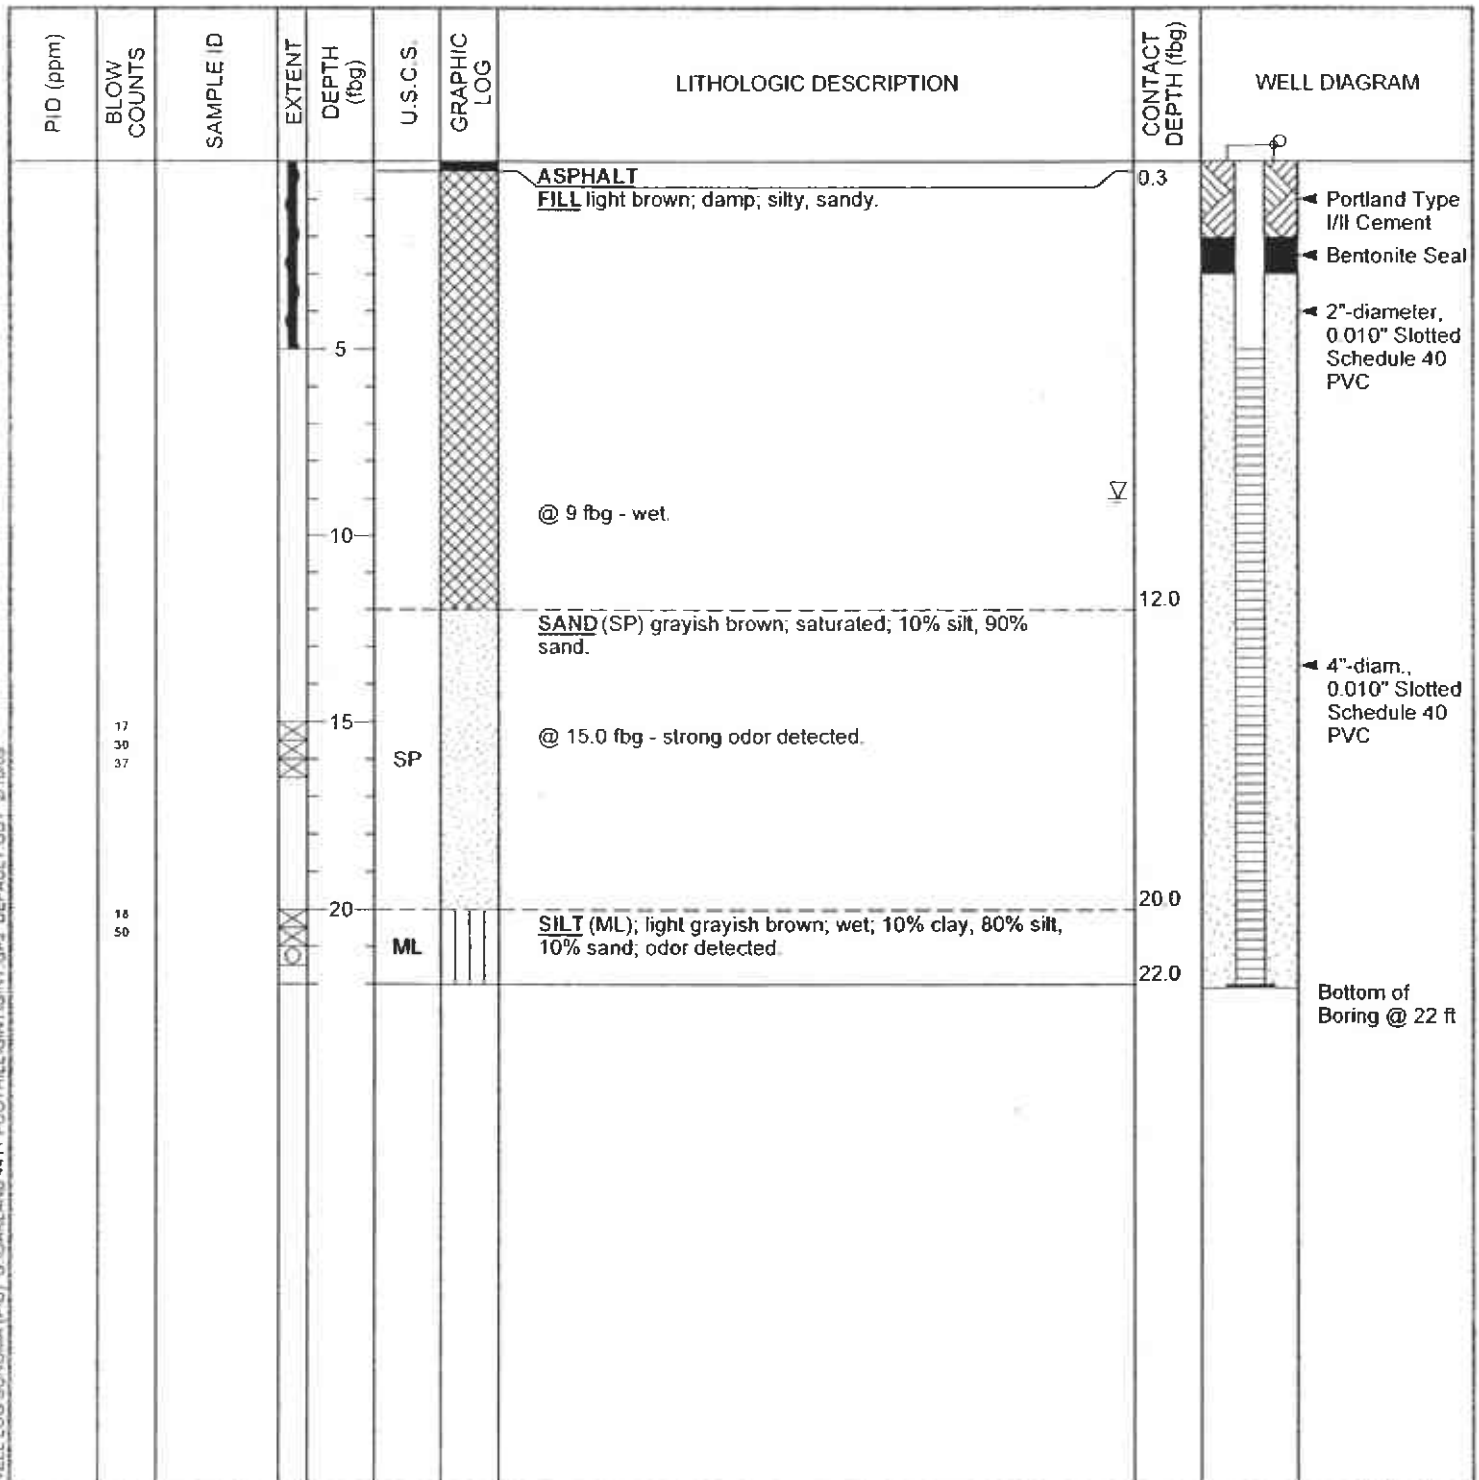 PID (ppm)
BLOW
COUNTS
SAMPLE ID
EXTENT
DEPTH
(fbg)
U.S.C.S.
GRAPHIC
LOG
LITHOLOGIC DESCRIPTION
CONTACT
DEPTH (fbg)
WELL DIAGRAM
ASPHALT
0.3
FILL light brown; damp; silty, sandy.
Portland Type
I/II Cement
Bentonite Seal
2"-diameter,
0.010" Slotted
Schedule 40
PVC
5
@ 9 fbg - wet.
10
12.0
SAND (SP) grayish brown; saturated; 10% silt, 90%
sand.
4"-diam.,
0.010" Slotted
Schedule 40
PVC
15
17
30
37
@ 15.0 fbg - strong odor detected.
SP
20
20.0
18
50
SILT (ML); light grayish brown; wet; 10% clay, 80% silt,
10% sand; odor detected.
ML
22.0
Bottom of
Boring @ 22 ft